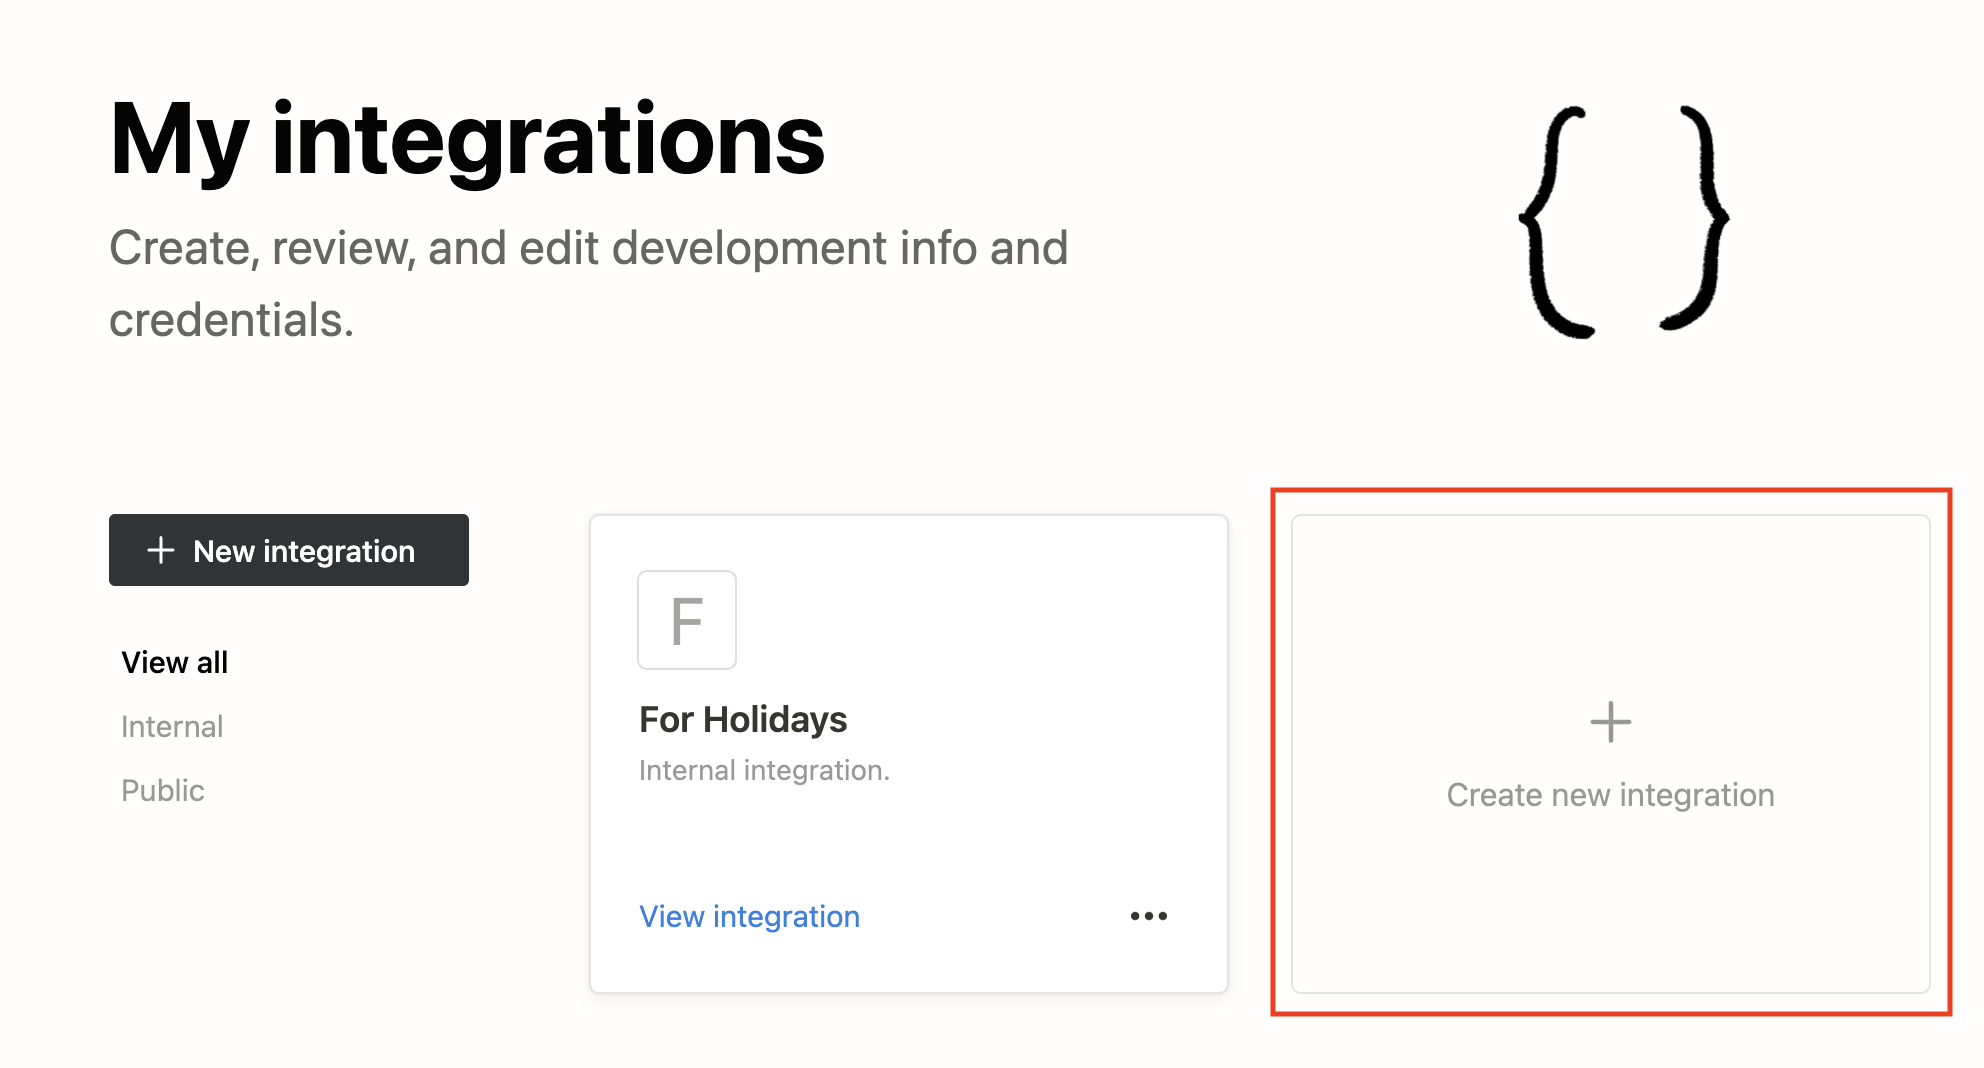 My integrations
Create, review, and edit development info and
credentials.
{ }
+ New integration
View all
Internal
Public
F
For Holidays
Internal integration.
View integration
•••
+
Create new integration